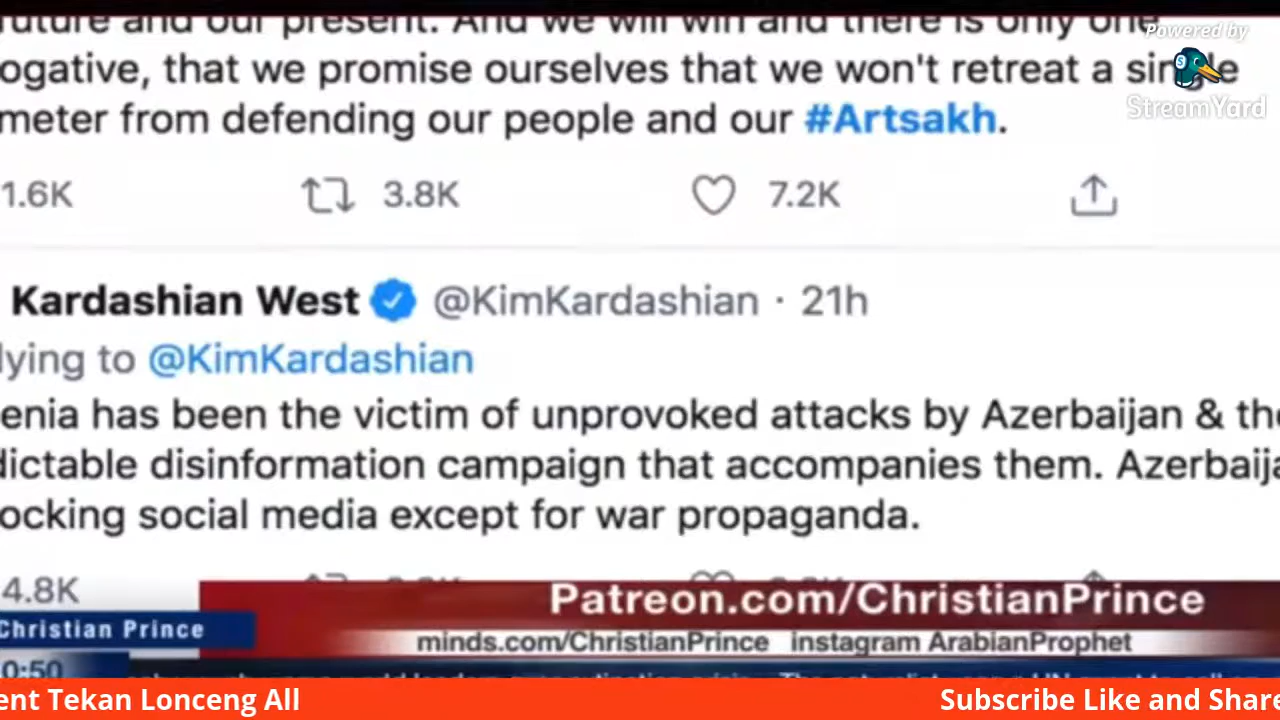 future and our present. And we will win and there is only one
Powered by
StreamYard
ogative, that we promise ourselves that we won't retreat a single
meter from defending our people and our #Artsakh.
1.6K 3.8K 7.2K
Kardashian West @KimKardashian · 21h
lying to @KimKardashian
enia has been the victim of unprovoked attacks by Azerbaijan & the
dictable disinformation campaign that accompanies them. Azerbaija
ocking social media except for war propaganda.
4.8K
Patreon.com/ChristianPrince
Christian Prince
minds.com/ChristianPrince instagram ArabianProphet
0:50
ent Tekan Lonceng All Subscribe Like and Share